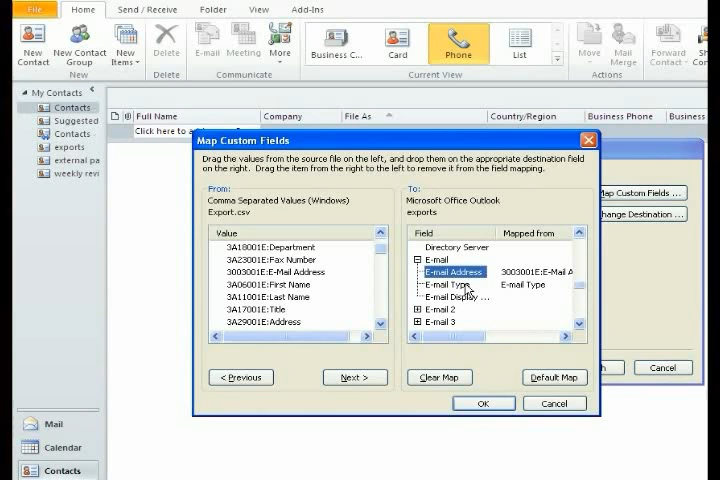 File Home Send / Receive Folder View Add-Ins
New Contact
New Contact Group
New Items
Delete
E-mail
Meeting
More
Business C...
Card
Phone
List
Move
Mail Merge
Forward Contact
New
Delete
Communicate
Current View
Actions
My Contacts
Contacts
Suggested
Contacts
exports
external pa
weekly revi
Full Name Company File As Country/Region Business Phone Business
Click here to a
Map Custom Fields
Drag the values from the source file on the left, and drop them on the appropriate destination field
on the right. Drag the item from the right to the left to remove it from the field mapping.
From:
Comma Separated Values (Windows)
Export.csv
Value
3A18001E:Department
3A23001E:Fax Number
3003001E:E-Mail Address
3A06001E:First Name
3A11001E:Last Name
3A17001E:Title
3A29001E:Address
To:
Microsoft Office Outlook
exports
Field Mapped from
Directory Server
E-mail
E-mail Address 3003001E:E-Mail A
E-mail Type E-mail Type
E-mail Display ...
E-mail 2
E-mail 3
< Previous
Next >
Clear Map
Default Map
OK
Cancel
Map Custom Fields ...
hange Destination ...
h
Cancel
Mail
Calendar
Contacts